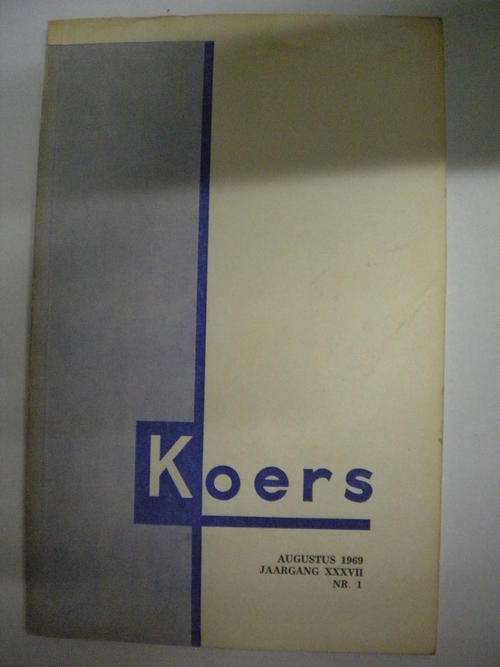 Koers
AUGUSTUS 1969
JAARGANG XXXVII
NR. 1